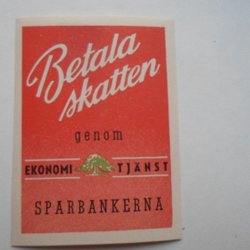 Betala
skatten
genom
EKONOMI TJÄNST
SPARBANKERNA